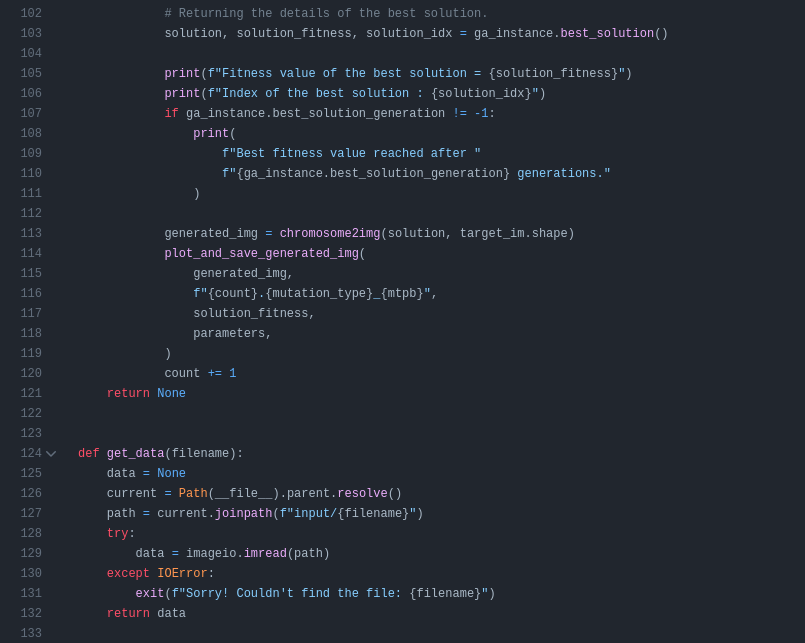 102            # Returning the details of the best solution.
103            solution, solution_fitness, solution_idx = ga_instance.best_solution()
104
105            print(f"Fitness value of the best solution = {solution_fitness}")
106            print(f"Index of the best solution : {solution_idx}")
107            if ga_instance.best_solution_generation != -1:
108                print(
109                    f"Best fitness value reached after "
110                    f"{ga_instance.best_solution_generation} generations."
111                )
112
113            generated_img = chromosome2img(solution, target_im.shape)
114            plot_and_save_generated_img(
115                generated_img,
116                f"{count}.{mutation_type}_{mtpb}",
117                solution_fitness,
118                parameters,
119            )
120            count += 1
121    return None
122
123
124def get_data(filename):
125    data = None
126    current = Path(__file__).parent.resolve()
127    path = current.joinpath(f"input/{filename}")
128    try:
129        data = imageio.imread(path)
130    except IOError:
131        exit(f"Sorry! Couldn't find the file: {filename}")
132    return data
133